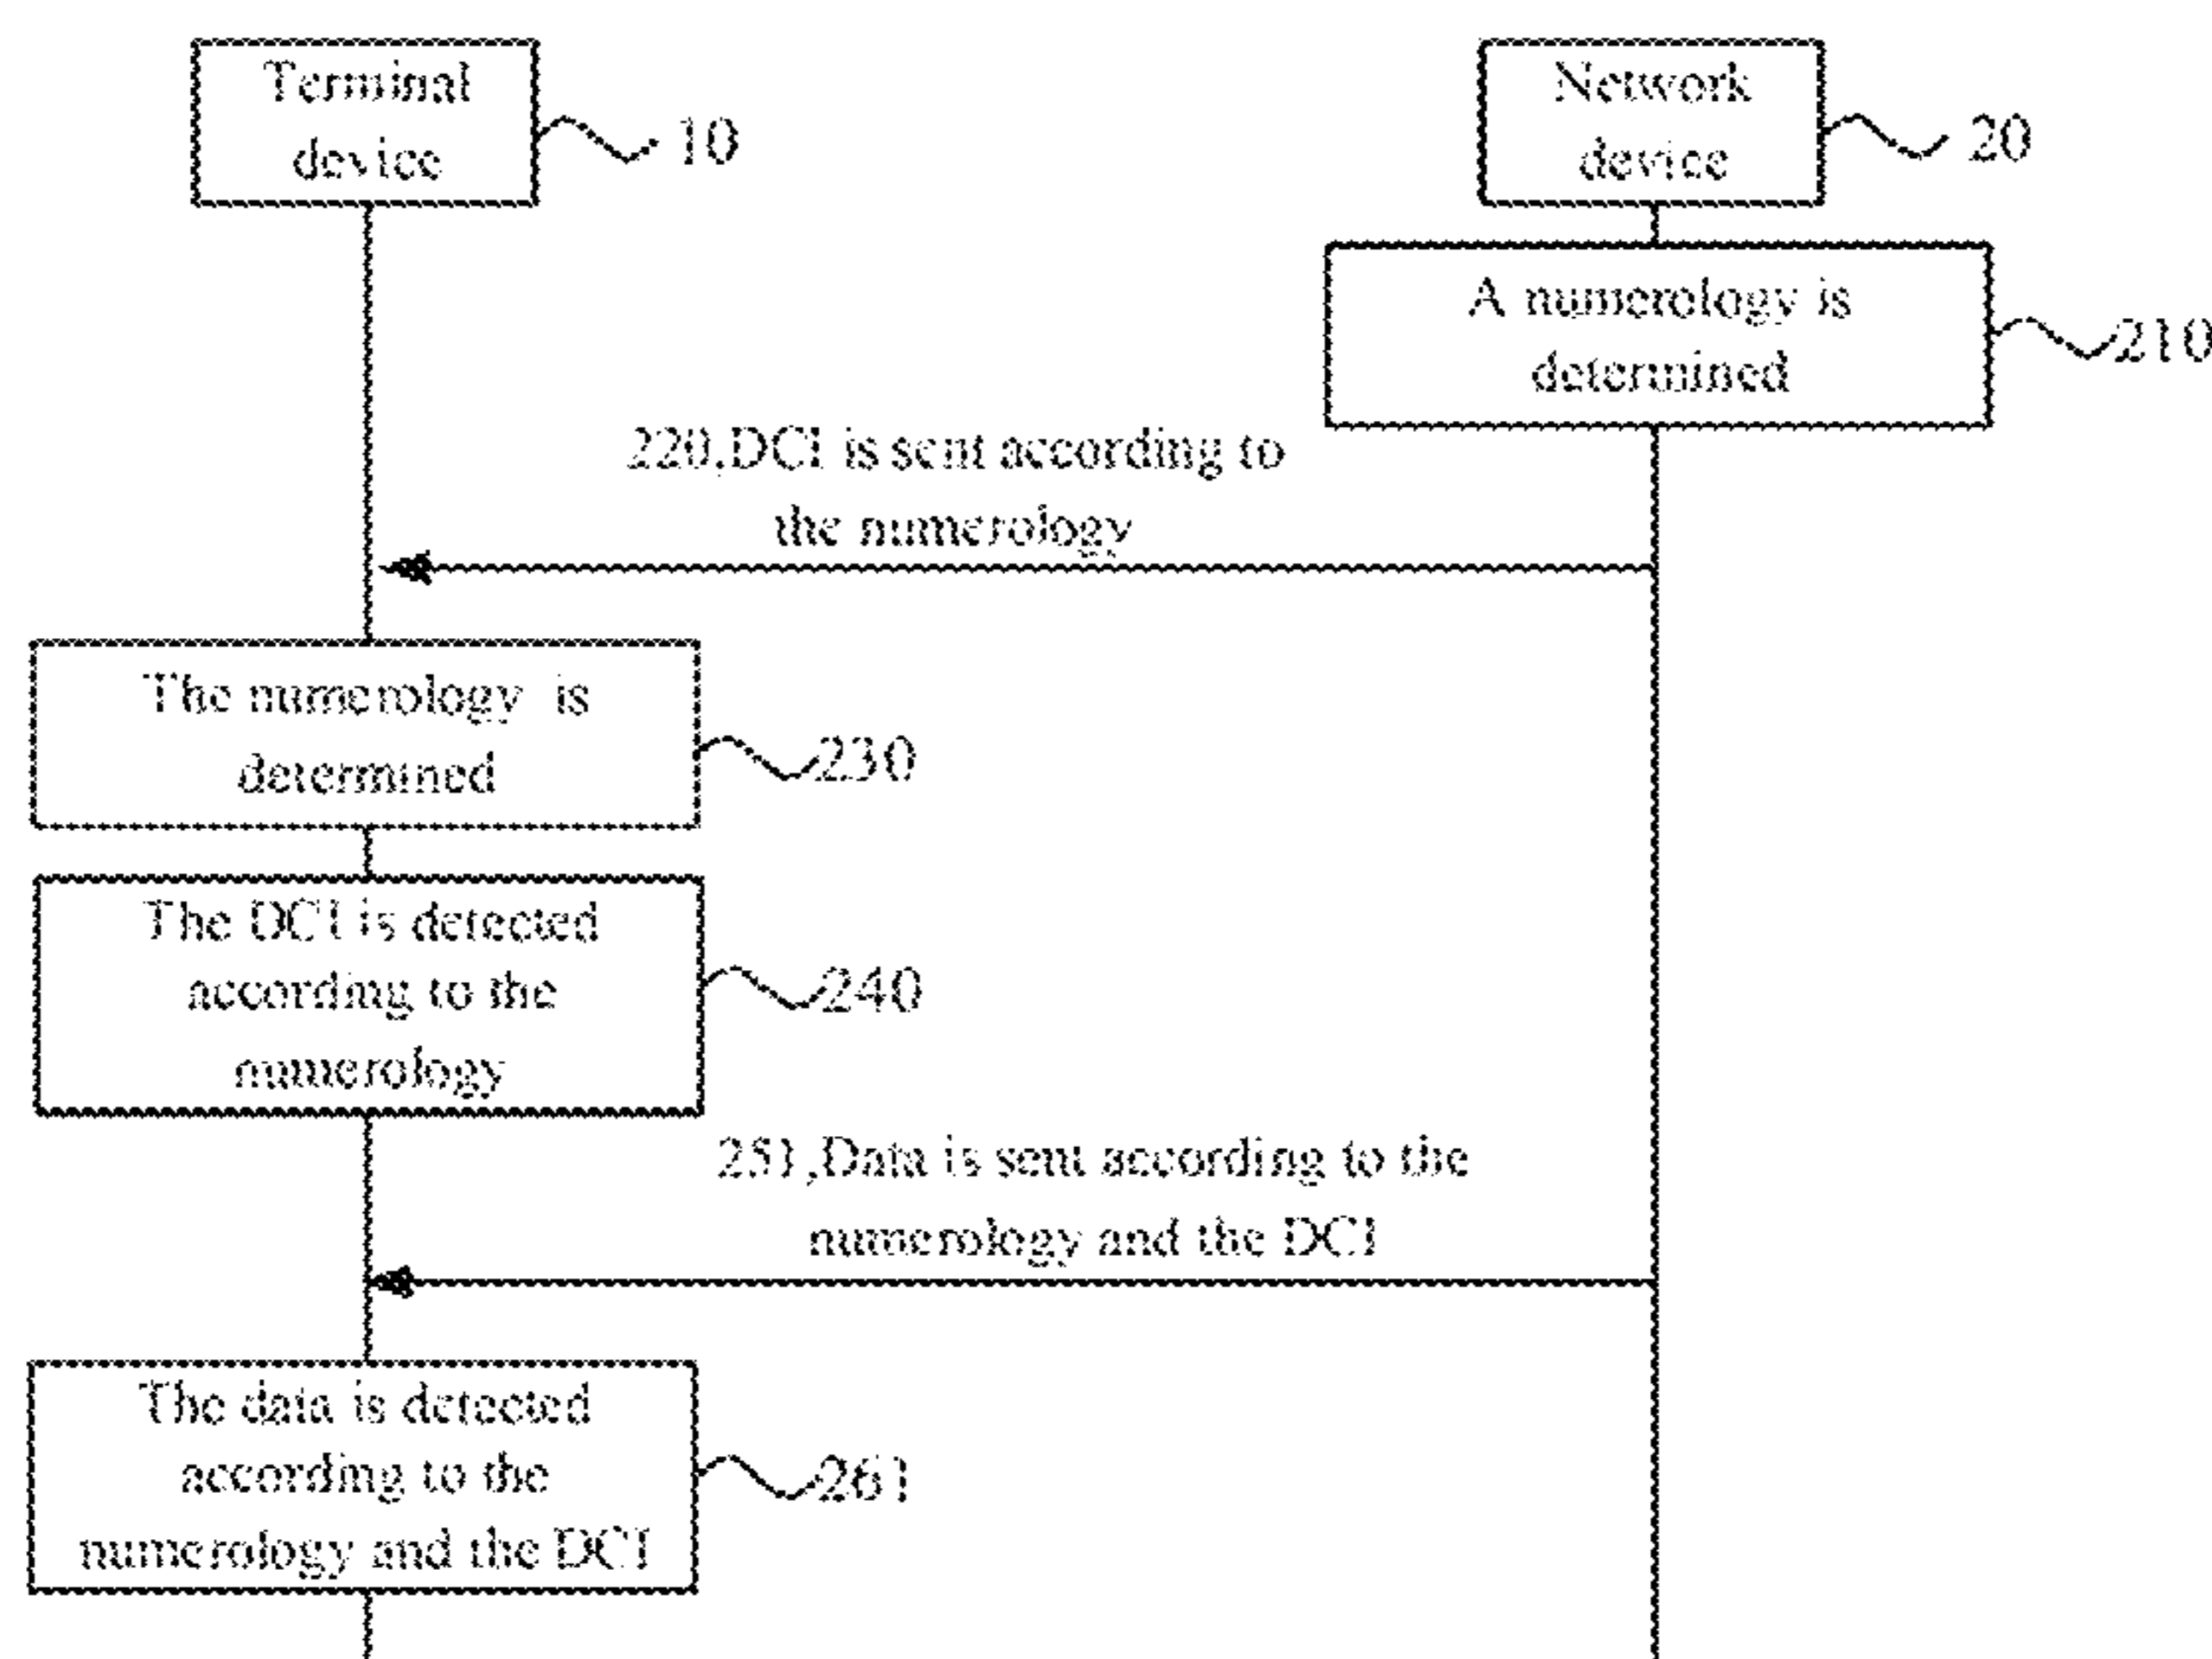 Terminal
device
10
Network
device
20
A numerology is
determined
210
220,DCI is sent according to
the numerology
The numerology is
determined
230
The DCI is detected
according to the
numerology
240
251,Data is sent according to the
numerology and the DCI
The data is detected
according to the
numerology and the DCI
261